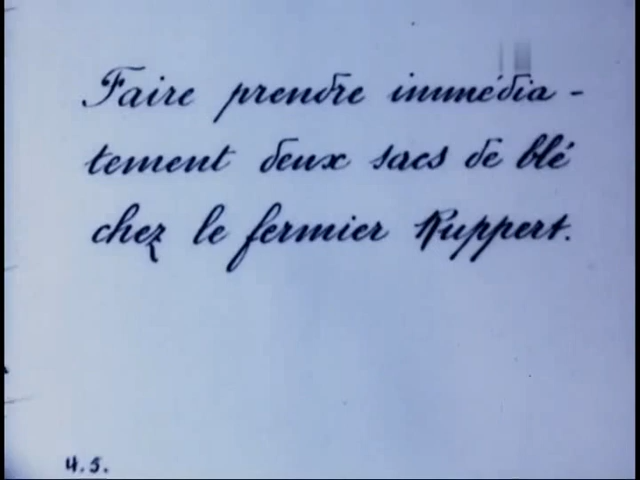 Faire prendre immédia -
tement deux sacs de blé
chez le fermier Ruppert.
4.5.